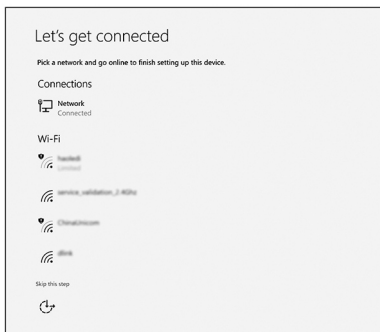 Let's get connected
Pick a network and go online to finish setting up this device.
Connections
Network
Connected
Wi-Fi
Limited
service_validation_2.4Ghz
ChinaUnicom
dlink
Skip this step